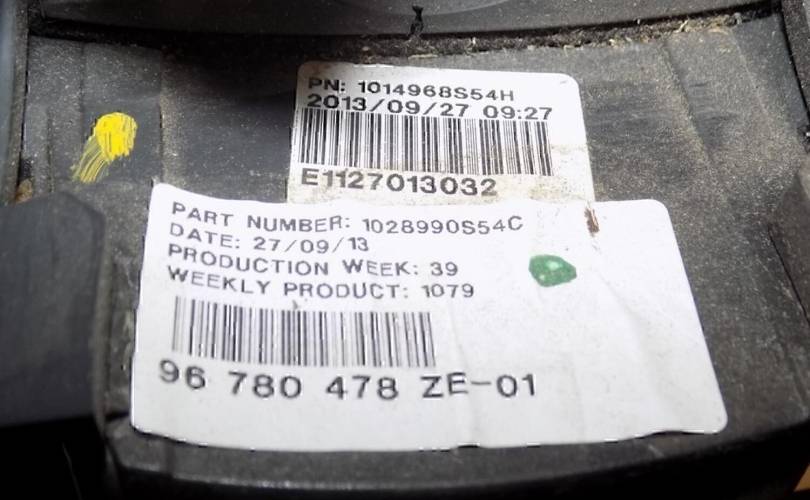 PN: 1014968S54H
2013/09/27 09:27
E1127013032
PART NUMBER: 1028990S54C
DATE: 27/09/13
PRODUCTION WEEK: 39
WEEKLY PRODUCT: 1079
96 780 478 ZE-01